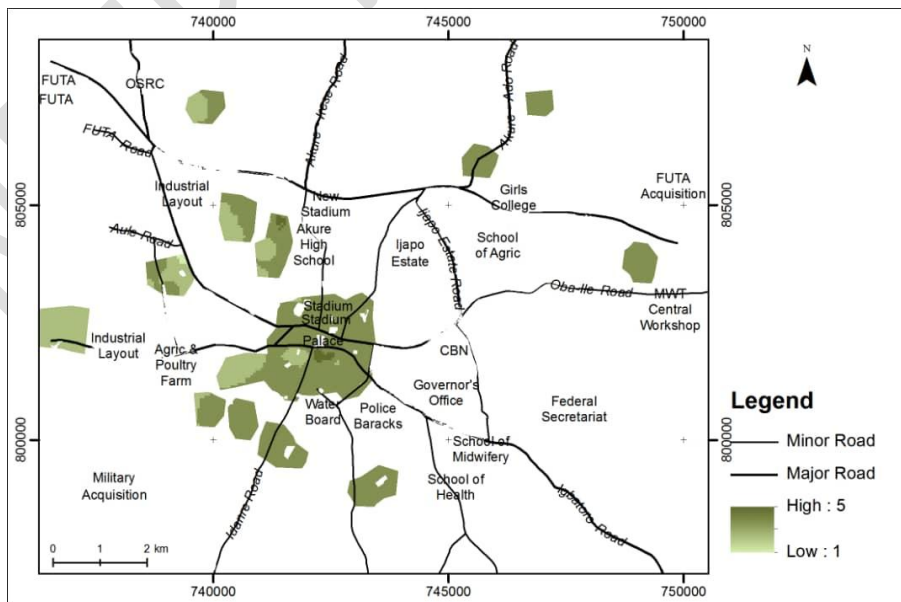 740000
745000
750000
805000
805000
800000
800000
740000
745000
750000
N
FUTA
FUTA
OSRC
FUTA Road
Industrial
Layout
Aule Road
Akure - Irese Road
New
Stadium
Akure
High
School
Akure - Ado Road
Girls
College
FUTA
Acquisition
Ijapo
Estate
Ijapo Estate Road
School
of Agric
Oba-Ile Road
MWT
Central
Workshop
Stadium
Stadium
Palace
Industrial
Layout
Agric &
Poultry
Farm
CBN
Governor's
Office
Water
Board
Police
Baracks
Federal
Secretariat
School of
Midwifery
School of
Health
Military
Acquisition
Idanre Road
0 1 2 km
Legend
Minor Road
Major Road
High : 5
Low : 1